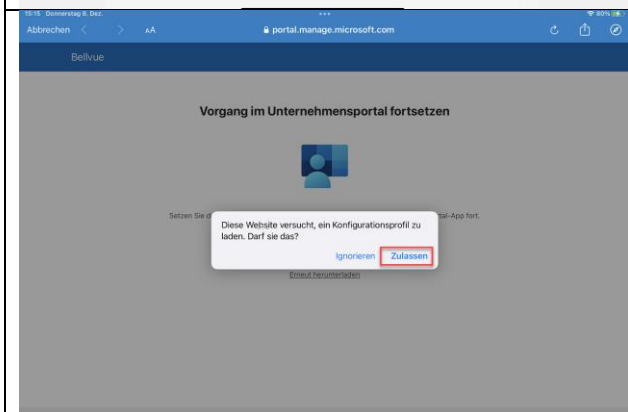 15:15 Donnerstag 8. Dez.
80%
Abbrechen
AA
portal.manage.microsoft.com
Bellvue
Vorgang im Unternehmensportal fortsetzen
Setzen Sie d
tal-App fort.
Diese Website versucht, ein Konfigurationsprofil zu
laden. Darf sie das?
Ignorieren Zulassen
Erneut herunterladen